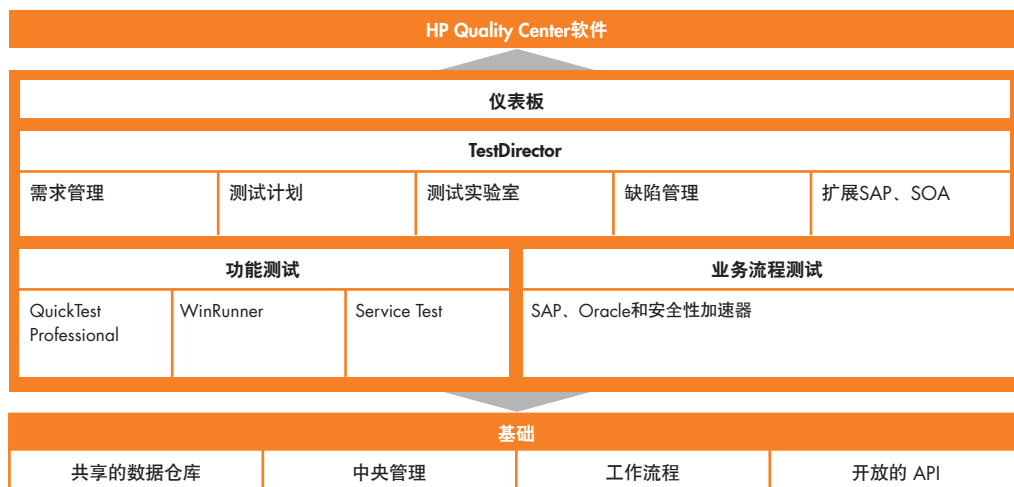 HP Quality Center软件
仪表板
TestDirector
需求管理
测试计划
测试实验室
缺陷管理
扩展SAP、SOA
功能测试
QuickTest
Professional
WinRunner
Service Test
业务流程测试
SAP、Oracle和安全性加速器
基础
共享的数据仓库
中央管理
工作流程
开放的 API